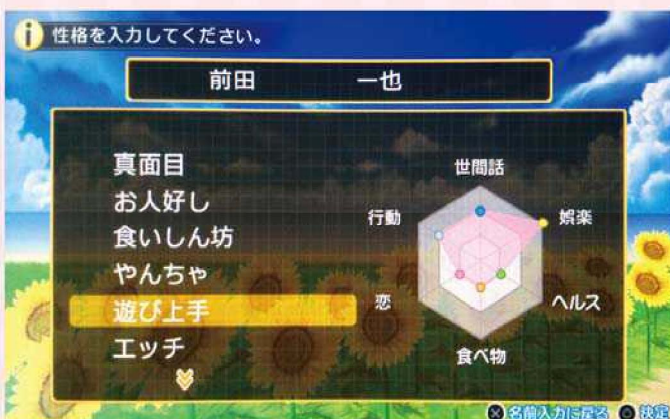 性格を入力してください。
前田 一也
真面目
お人好し
食いしん坊
やんちゃ
遊び上手
エッチ
世間話
娯楽
ヘルス
食べ物
恋
行動
名前入力に戻る 決定